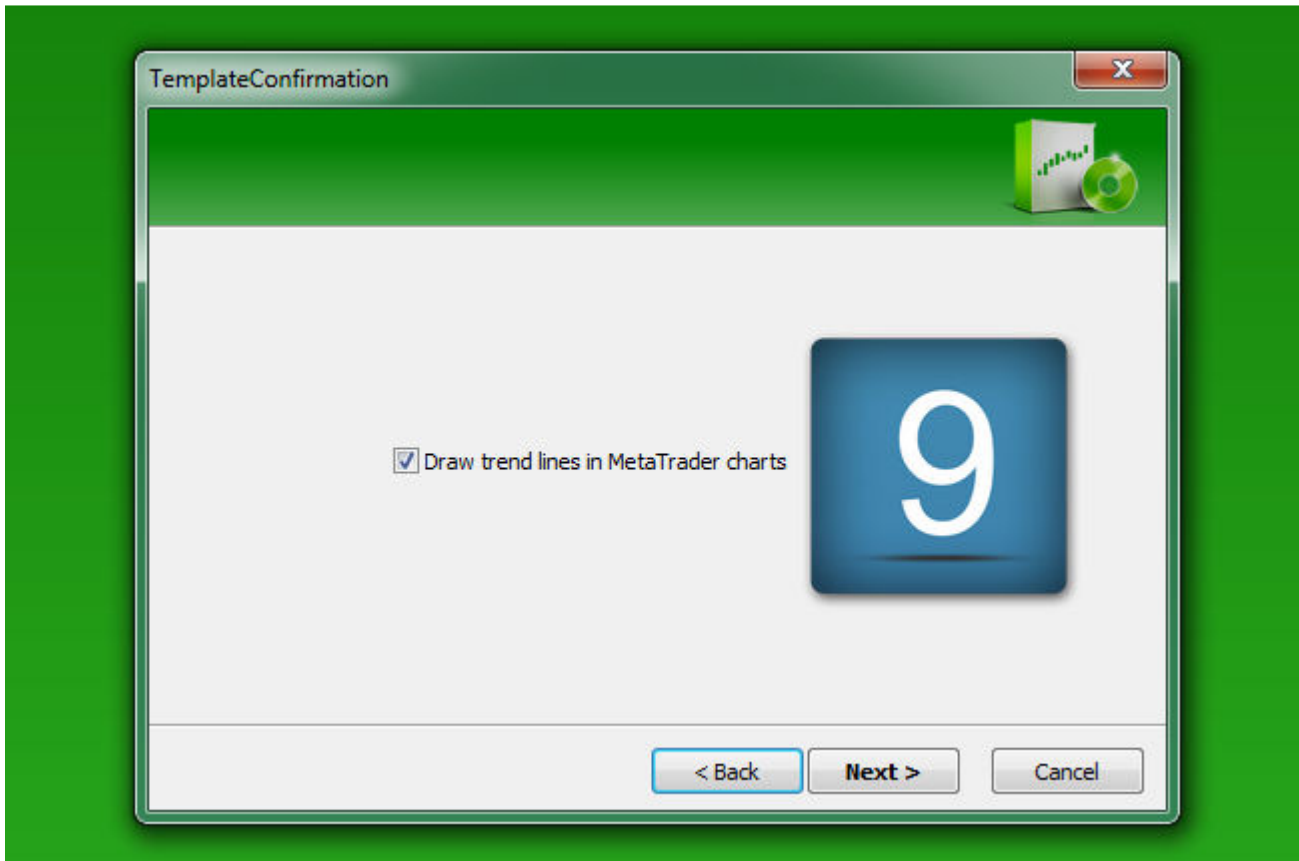 TemplateConfirmation
x
Draw trend lines in MetaTrader charts
9
< Back
Next >
Cancel